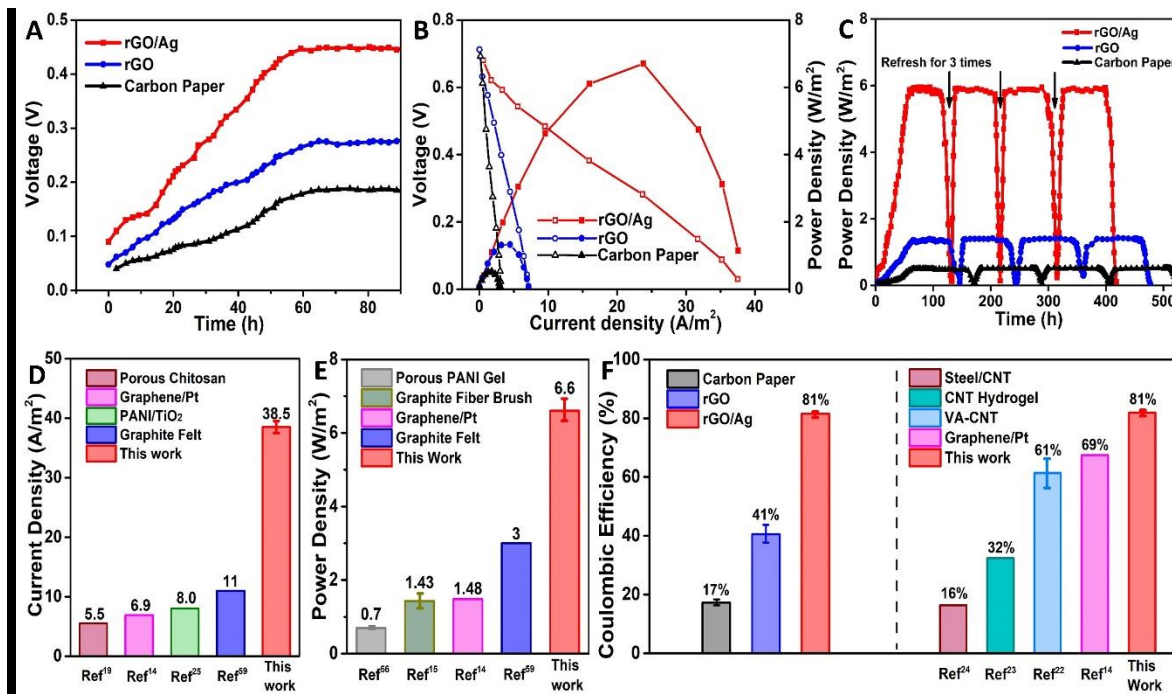 A
0.5
0.4
0.3
0.2
0.1
0.0
Voltage (V)
rGO/Ag
rGO
Carbon Paper
0 20 40 60 80
Time (h)
B
0.8
0.6
0.4
0.2
0.0
Voltage (V)
rGO/Ag
rGO
Carbon Paper
0 10 20 30 40
Current density (A/m²)
8
7
6
5
4
3
2
1
0
Power Density (W/m²)
C
8
6
4
2
0
Power Density (W/m²)
rGO/Ag
rGO
Carbon Paper
Refresh for 3 times
0 100 200 300 400 500
Time (h)
D
50
40
30
20
10
0
Current Density (A/m²)
Porous Chitosan
Graphene/Pt
PANI/TiO₂
Graphite Felt
This work
5.5 6.9 8.0 11 38.5
Ref¹⁹ Ref¹⁴ Ref²⁵ Ref⁵⁹ This
work
E
8
6
4
2
0
Power Density (W/m²)
Porous PANI Gel
Graphite Fiber Brush
Graphene/Pt
Graphite Felt
This Work
0.7 1.43 1.48 3 6.6
Ref⁵⁶ Ref¹⁵ Ref¹⁴ Ref⁵⁹ This
work
F
100
80
60
40
20
0
Coulombic Efficiency (%)
Carbon Paper
rGO
rGO/Ag
17% 41% 81%
Steel/CNT
CNT Hydrogel
VA-CNT
Graphene/Pt
This work
16% 32% 61% 69% 81%
Ref²⁴ Ref²³ Ref²² Ref¹⁴ This
Work